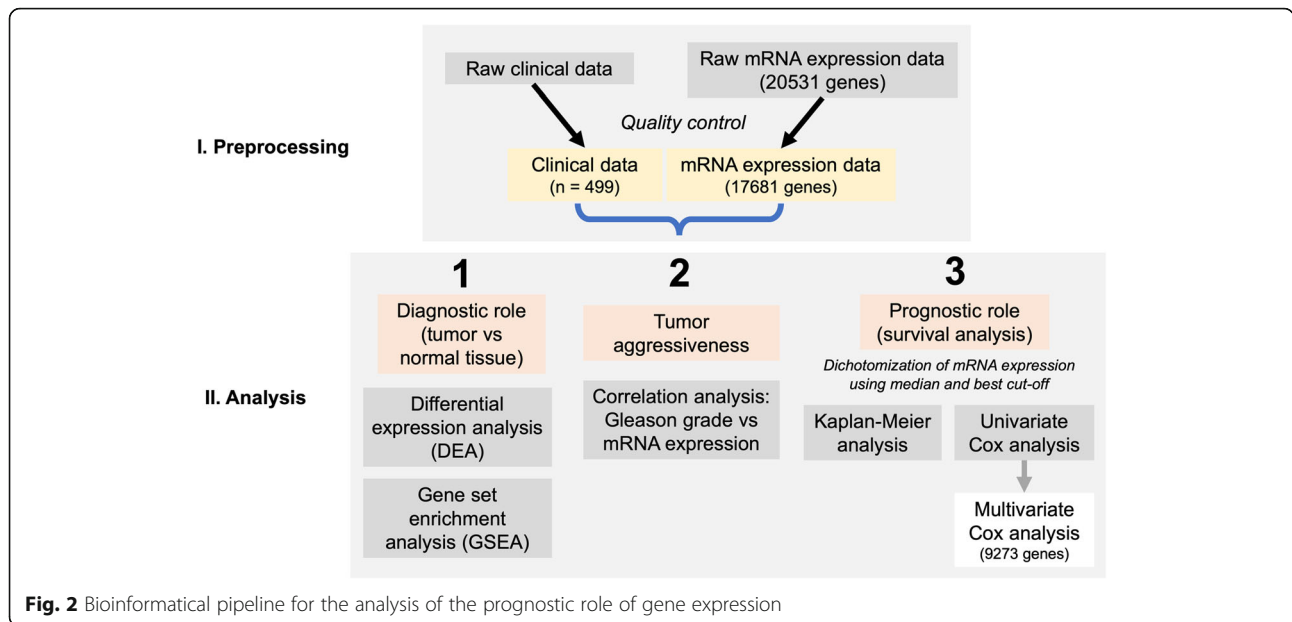 Raw clinical data
Raw mRNA expression data
(20531 genes)
Quality control
I. Preprocessing
Clinical data
(n = 499)
mRNA expression data
(17681 genes)
II. Analysis
1
Diagnostic role
(tumor vs
normal tissue)
Differential
expression analysis
(DEA)
Gene set
enrichment
analysis (GSEA)
2
Tumor
aggressiveness
Correlation analysis:
Gleason grade vs
mRNA expression
3
Prognostic role
(survival analysis)
Dichotomization of mRNA expression
using median and best cut-off
Kaplan-Meier
analysis
Univariate
Cox analysis
Multivariate
Cox analysis
(9273 genes)
Fig. 2 Bioinformatical pipeline for the analysis of the prognostic role of gene expression